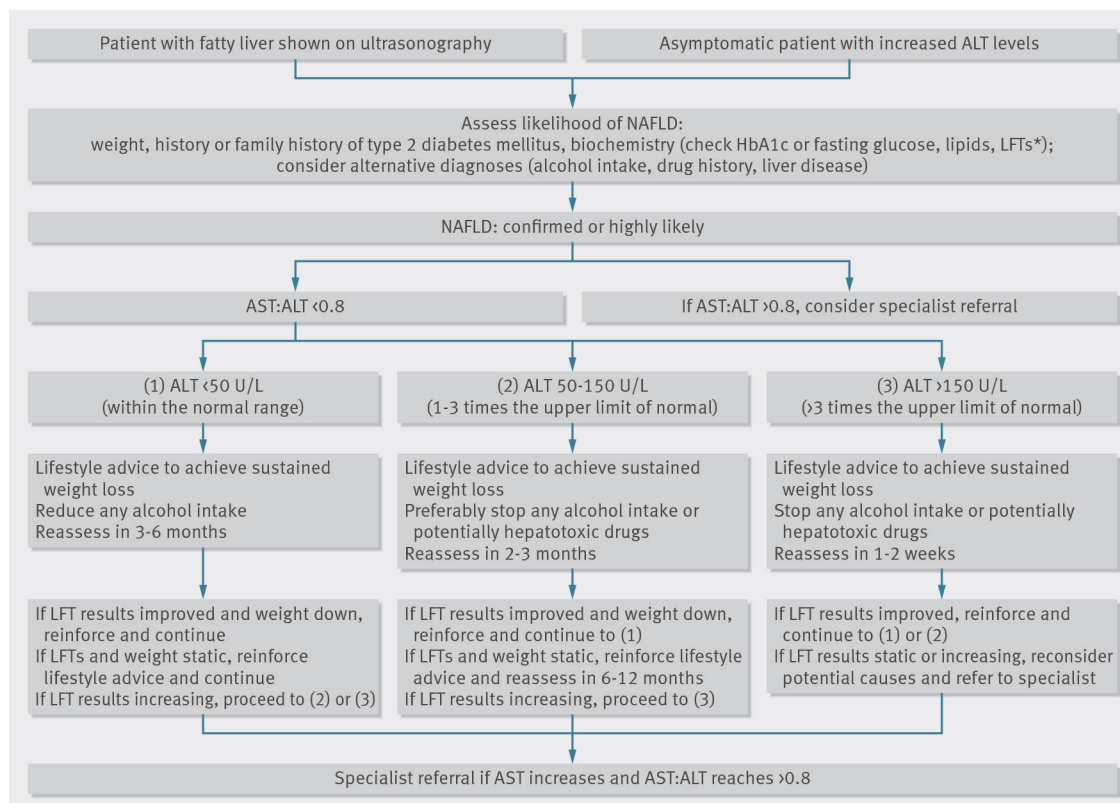 Patient with fatty liver shown on ultrasonography
Asymptomatic patient with increased ALT levels
Assess likelihood of NAFLD:
weight, history or family history of type 2 diabetes mellitus, biochemistry (check HbA1c or fasting glucose, lipids, LFTs*);
consider alternative diagnoses (alcohol intake, drug history, liver disease)
NAFLD: confirmed or highly likely
AST:ALT <0.8
If AST:ALT >0.8, consider specialist referral
(1) ALT <50 U/L
(within the normal range)
(2) ALT 50-150 U/L
(1-3 times the upper limit of normal)
(3) ALT >150 U/L
(>3 times the upper limit of normal)
Lifestyle advice to achieve sustained
weight loss
Reduce any alcohol intake
Reassess in 3-6 months
Lifestyle advice to achieve sustained
weight loss
Preferably stop any alcohol intake or
potentially hepatotoxic drugs
Reassess in 2-3 months
Lifestyle advice to achieve sustained
weight loss
Stop any alcohol intake or potentially
hepatotoxic drugs
Reassess in 1-2 weeks
If LFT results improved and weight down,
reinforce and continue
If LFTs and weight static, reinforce
lifestyle advice and continue
If LFT results increasing, proceed to (2) or (3)
If LFT results improved and weight down,
reinforce and continue to (1)
If LFTs and weight static, reinforce lifestyle
advice and reassess in 6-12 months
If LFT results increasing, proceed to (3)
If LFT results improved, reinforce and
continue to (1) or (2)
If LFT results static or increasing, reconsider
potential causes and refer to specialist
Specialist referral if AST increases and AST:ALT reaches >0.8